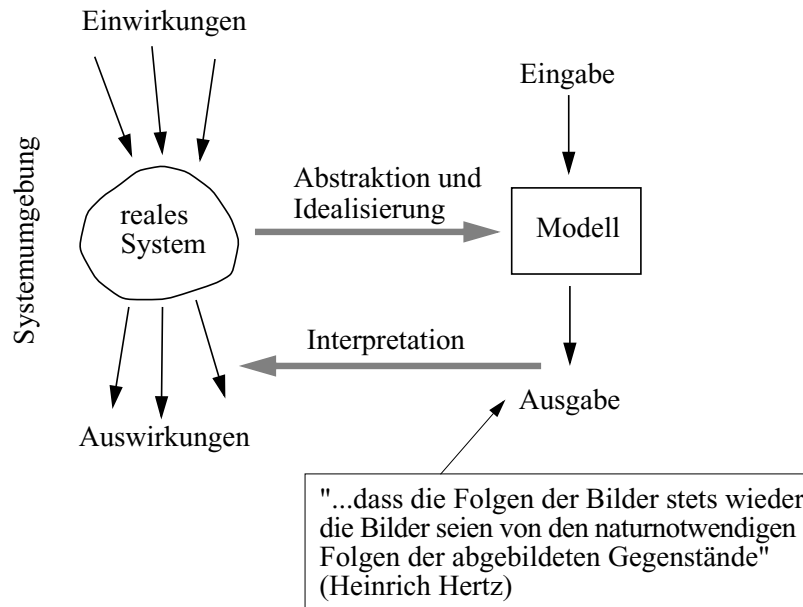 Einwirkungen
Eingabe
Systemumgebung
Abstraktion und
Idealisierung
reales
System
Modell
Interpretation
Ausgabe
Auswirkungen
"...dass die Folgen der Bilder stets wieder
die Bilder seien von den naturnotwendigen
Folgen der abgebildeten Gegenstände"
(Heinrich Hertz)